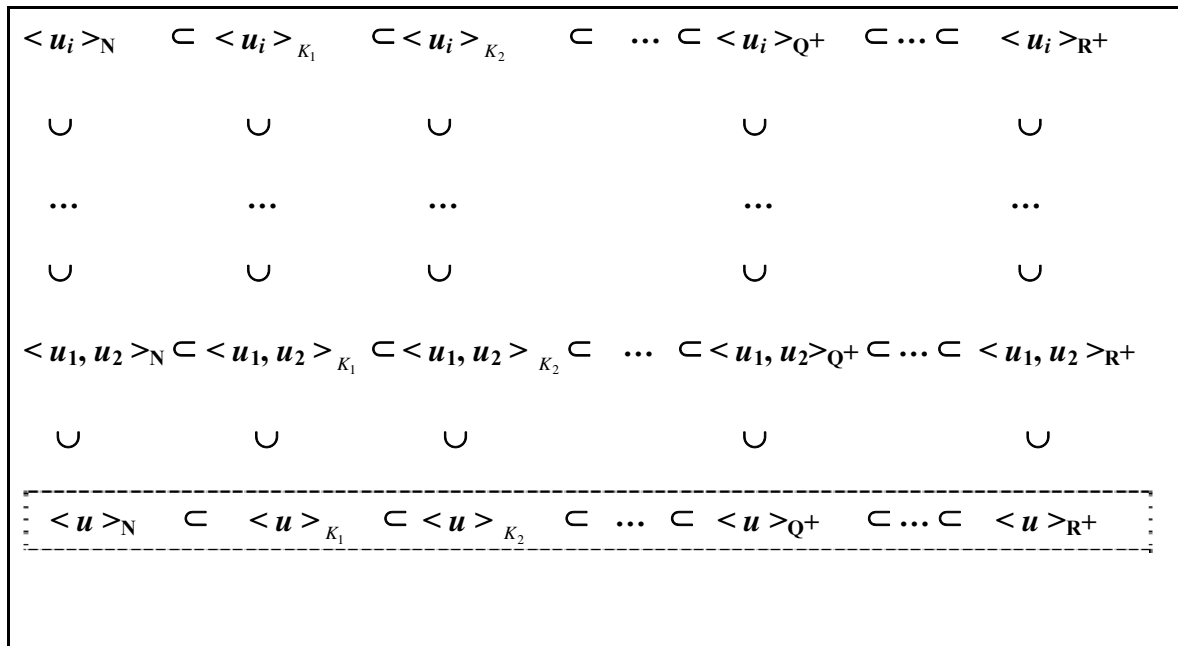 < u_i >_N ⊂ < u_i >_{K_1} ⊂ < u_i >_{K_2} ⊂ ... ⊂ < u_i >_{Q+} ⊂ ... ⊂ < u_i >_{R+}
∪ ∪ ∪ ∪ ∪
... ... ... ... ...
∪ ∪ ∪ ∪ ∪
< u_1, u_2 >_N ⊂ < u_1, u_2 >_{K_1} ⊂ < u_1, u_2 >_{K_2} ⊂ ... ⊂ < u_1, u_2 >_{Q+} ⊂ ... ⊂ < u_1, u_2 >_{R+}
∪ ∪ ∪ ∪ ∪
< u >_N ⊂ < u >_{K_1} ⊂ < u >_{K_2} ⊂ ... ⊂ < u >_{Q+} ⊂ ... ⊂ < u >_{R+}